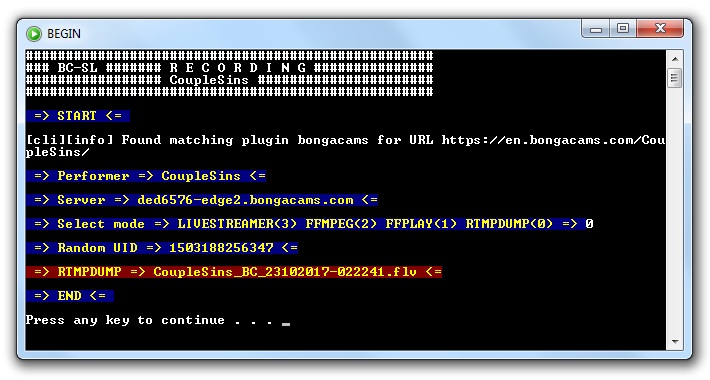 BEGIN
###################################################
### BC-SL ####### R E C O R D I N G ###############
################# CoupleSins ######################
###################################################
=> START <=
[cli][info] Found matching plugin bongacams for URL https://en.bongacams.com/Cou
pleSins/
=> Performer => CoupleSins <=
=> Server => ded6576-edge2.bongacams.com <=
=> Select mode => LIVESTREAMER(3) FFMPEG(2) FFPLAY(1) RTMPDUMP(0) => 0
=> Random UID => 1503188256347 <=
=> RTMPDUMP => CoupleSins_BC_23102017-022241.flv <=
=> END <=
Press any key to continue . . . _